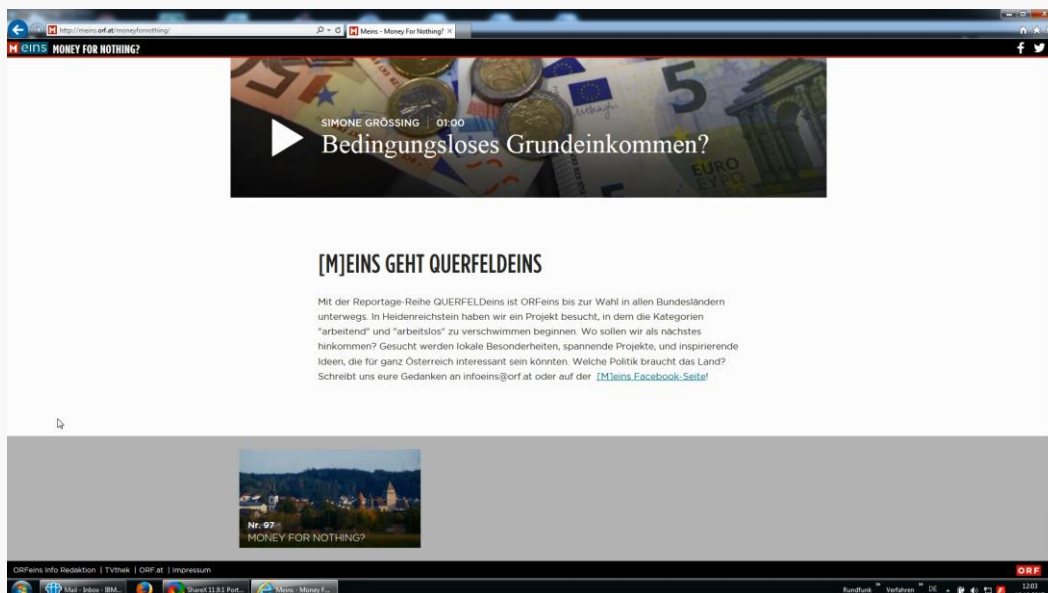 http://meins.orf.at/moneyfornothing/
Meins - Money For Nothing?
M eins MONEY FOR NOTHING?
SIMONE GRÖSSING | 01:00
Bedingungsloses Grundeinkommen?
[M]EINS GEHT QUERFELDEINS
Mit der Reportage-Reihe QUERFELDeins ist ORFeins bis zur Wahl in allen Bundesländern
unterwegs. In Heidenreichstein haben wir ein Projekt besucht, in dem die Kategorien
"arbeitend" und "arbeitslos" zu verschwimmen beginnen. Wo sollen wir als nächstes
hinkommen? Gesucht werden lokale Besonderheiten, spannende Projekte, und inspirierende
Ideen, die für ganz Österreich interessant sein könnten. Welche Politik braucht das Land?
Schreibt uns eure Gedanken an infoeins@orf.at oder auf der [M]eins Facebook-Seite!
Nr. 97
MONEY FOR NOTHING?
ORFeins Info Redaktion | TVthek | ORF.at | Impressum
ORF
Mail - Inbox - IBM...
ShareX 11.9.1 Port...
Meins - Money F...
Rundfunk
Verfahren
DE
12:03